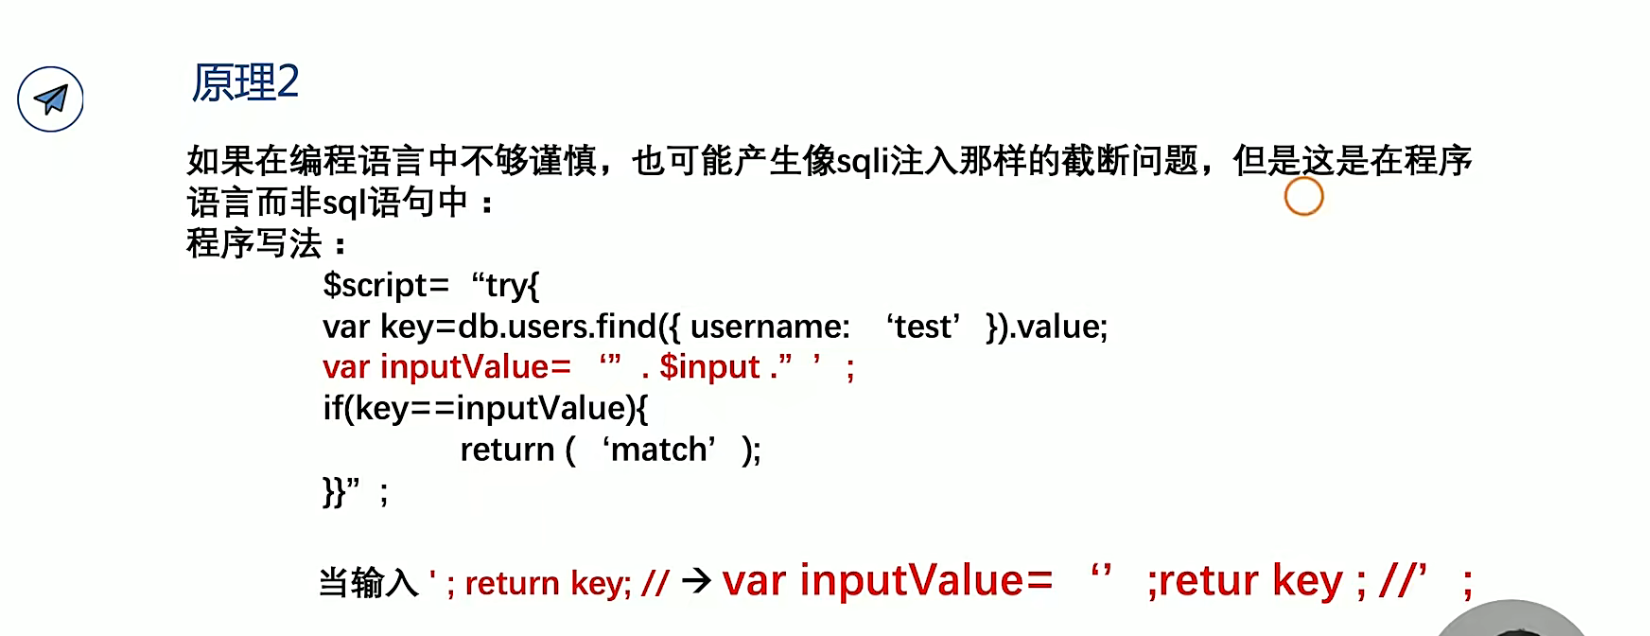 原理2
如果在编程语言中不够谨慎，也可能产生像sqli注入那样的截断问题，但是这是在程序
语言而非sql语句中：
程序写法：
$script= “try{
var key=db.users.find({ username: ‘test’ }).value;
var inputValue= ‘” . $input .” ’ ;
if(key==inputValue){
return ( ‘match’ );
}}” ;
当输入 ' ; return key; // → var inputValue= ‘’ ;retur key ; //’ ;